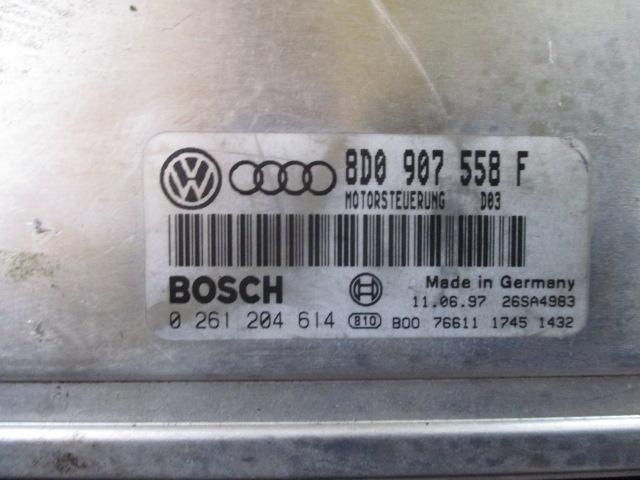 8D0 907 558 F
MOTORSTEUERUNG D03
BOSCH
Made in Germany
11.06.97 26SA4983
0 261 204 614 810 B00 76611 1745 1432